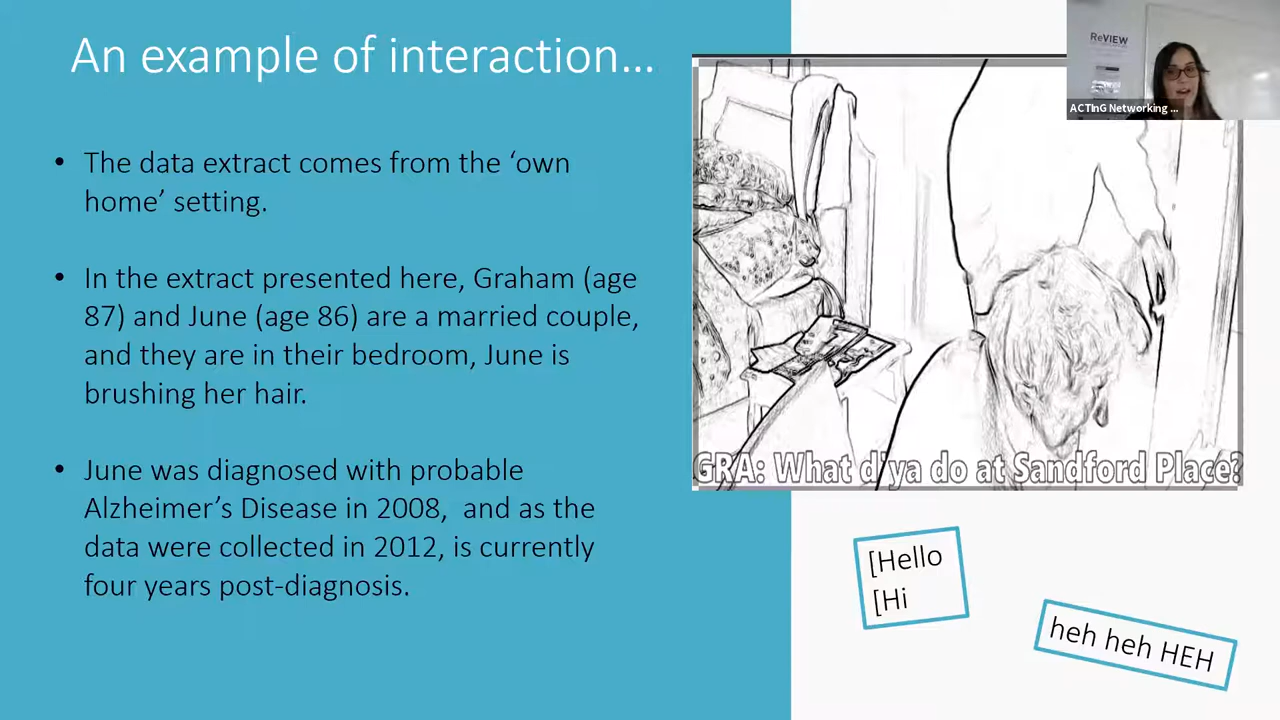 An example of interaction...
• The data extract comes from the ‘own
home’ setting.
• In the extract presented here, Graham (age
87) and June (age 86) are a married couple,
and they are in their bedroom, June is
brushing her hair.
• June was diagnosed with probable
Alzheimer’s Disease in 2008, and as the
data were collected in 2012, is currently
four years post-diagnosis.
ReVIEW
ACTInG Networking ...
GRA: What d'ya do at Sandford Place?
[Hello
[Hi
heh heh HEH